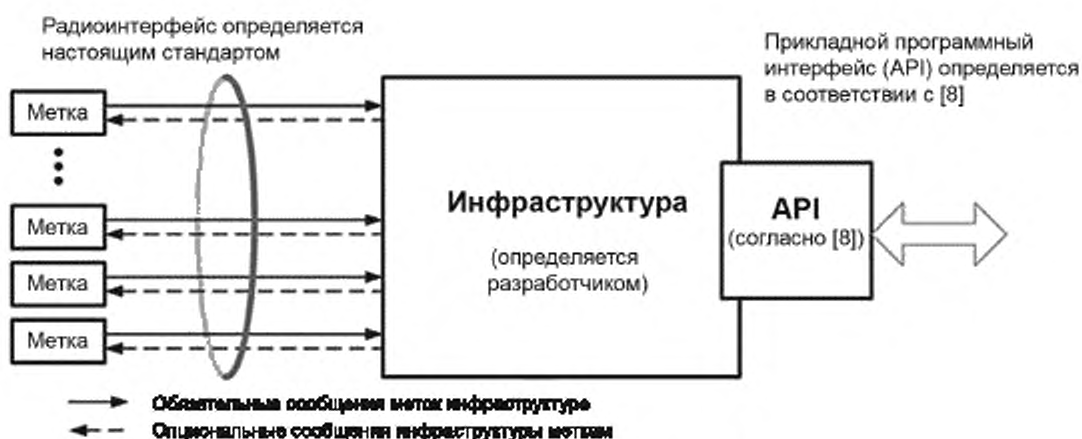 Радиоинтерфейс определяется
настоящим стандартом
Прикладной программный
интерфейс (API) определяется
в соответствии с [8]
Метка
Метка
Метка
Метка
Инфраструктура
(определяется
разработчиком)
API
(согласно [8])
Обязательные сообщения меток инфраструктуре
Опциональные сообщения инфраструктуры меткам